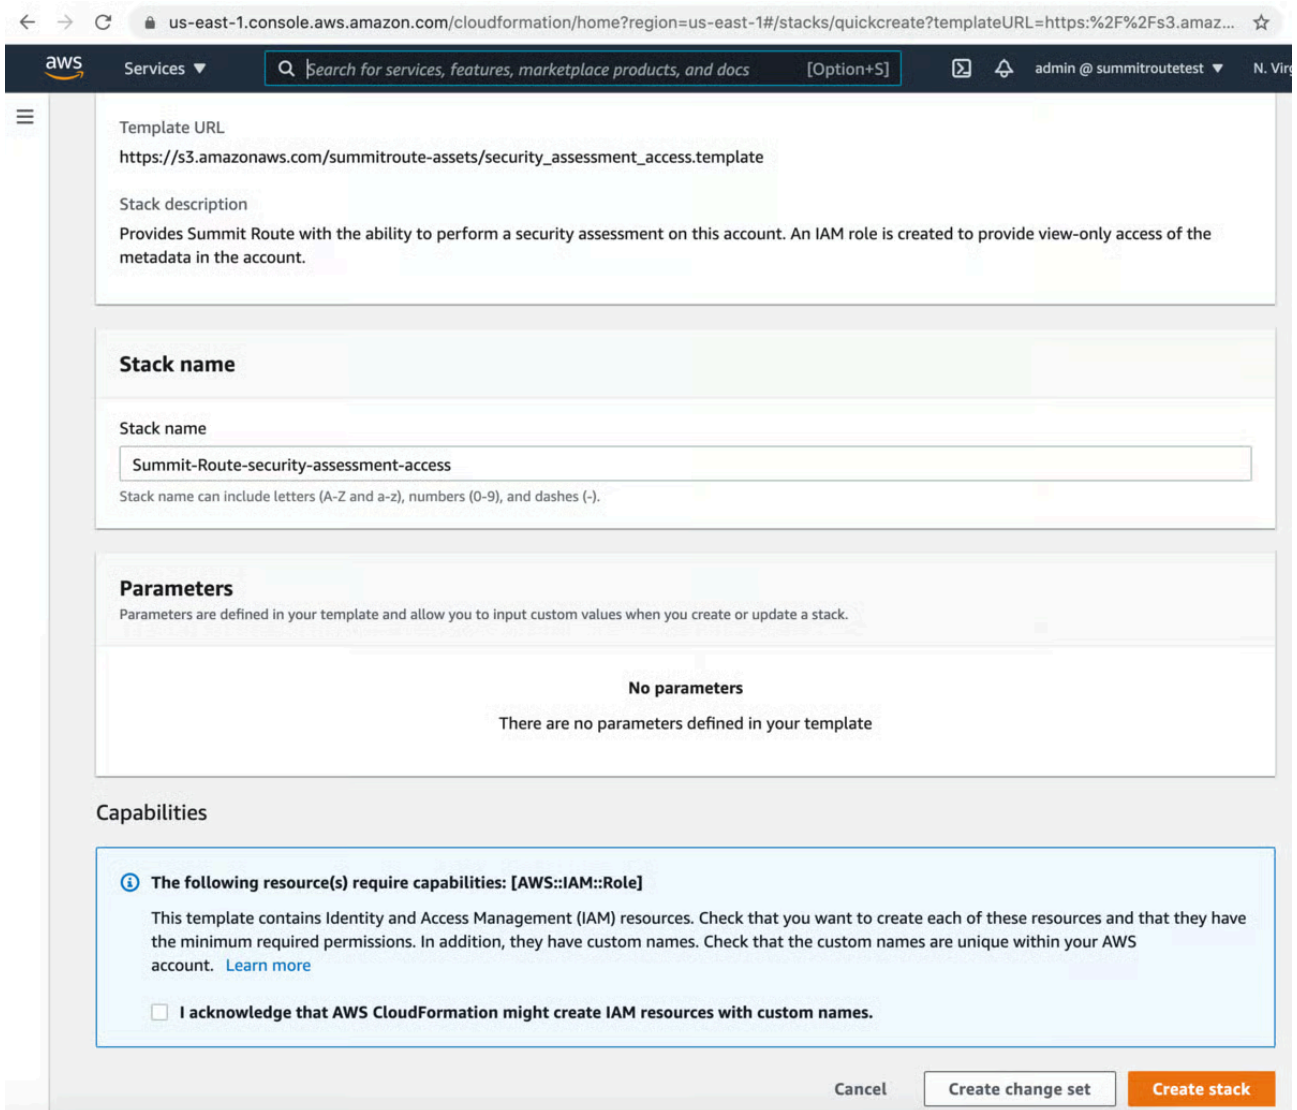 us-east-1.console.aws.amazon.com/cloudformation/home?region=us-east-1#/stacks/quickcreate?templateURL=https:%2F%2Fs3.amaz...
aws Services Search for services, features, marketplace products, and docs [Option+S] admin @ summitroutetest N. Virg
Template URL
https://s3.amazonaws.com/summitroute-assets/security_assessment_access.template
Stack description
Provides Summit Route with the ability to perform a security assessment on this account. An IAM role is created to provide view-only access of the
metadata in the account.
Stack name
Stack name
Summit-Route-security-assessment-access
Stack name can include letters (A-Z and a-z), numbers (0-9), and dashes (-).
Parameters
Parameters are defined in your template and allow you to input custom values when you create or update a stack.
No parameters
There are no parameters defined in your template
Capabilities
The following resource(s) require capabilities: [AWS::IAM::Role]
This template contains Identity and Access Management (IAM) resources. Check that you want to create each of these resources and that they have
the minimum required permissions. In addition, they have custom names. Check that the custom names are unique within your AWS
account. Learn more
I acknowledge that AWS CloudFormation might create IAM resources with custom names.
Cancel Create change set Create stack